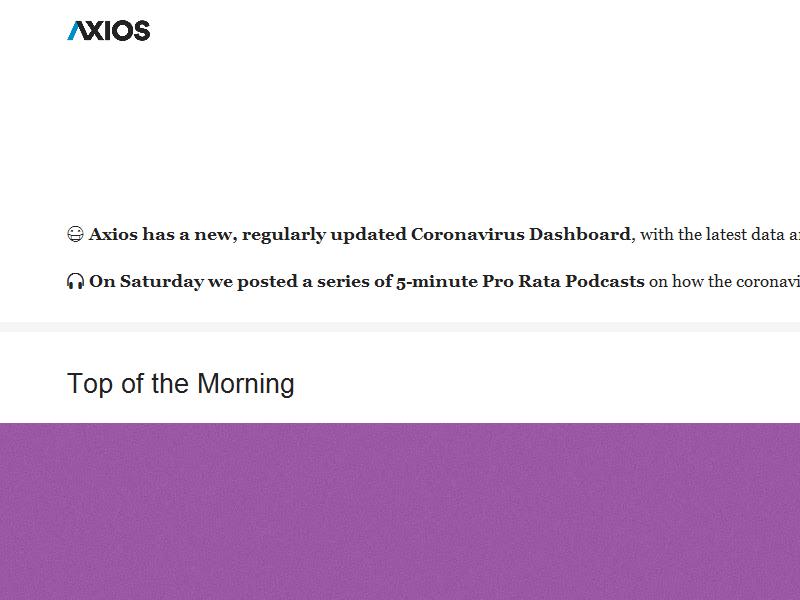 AXIOS
😷 Axios has a new, regularly updated Coronavirus Dashboard, with the latest data
🎧 On Saturday we posted a series of 5-minute Pro Rata Podcasts on how the
Top of the Morning